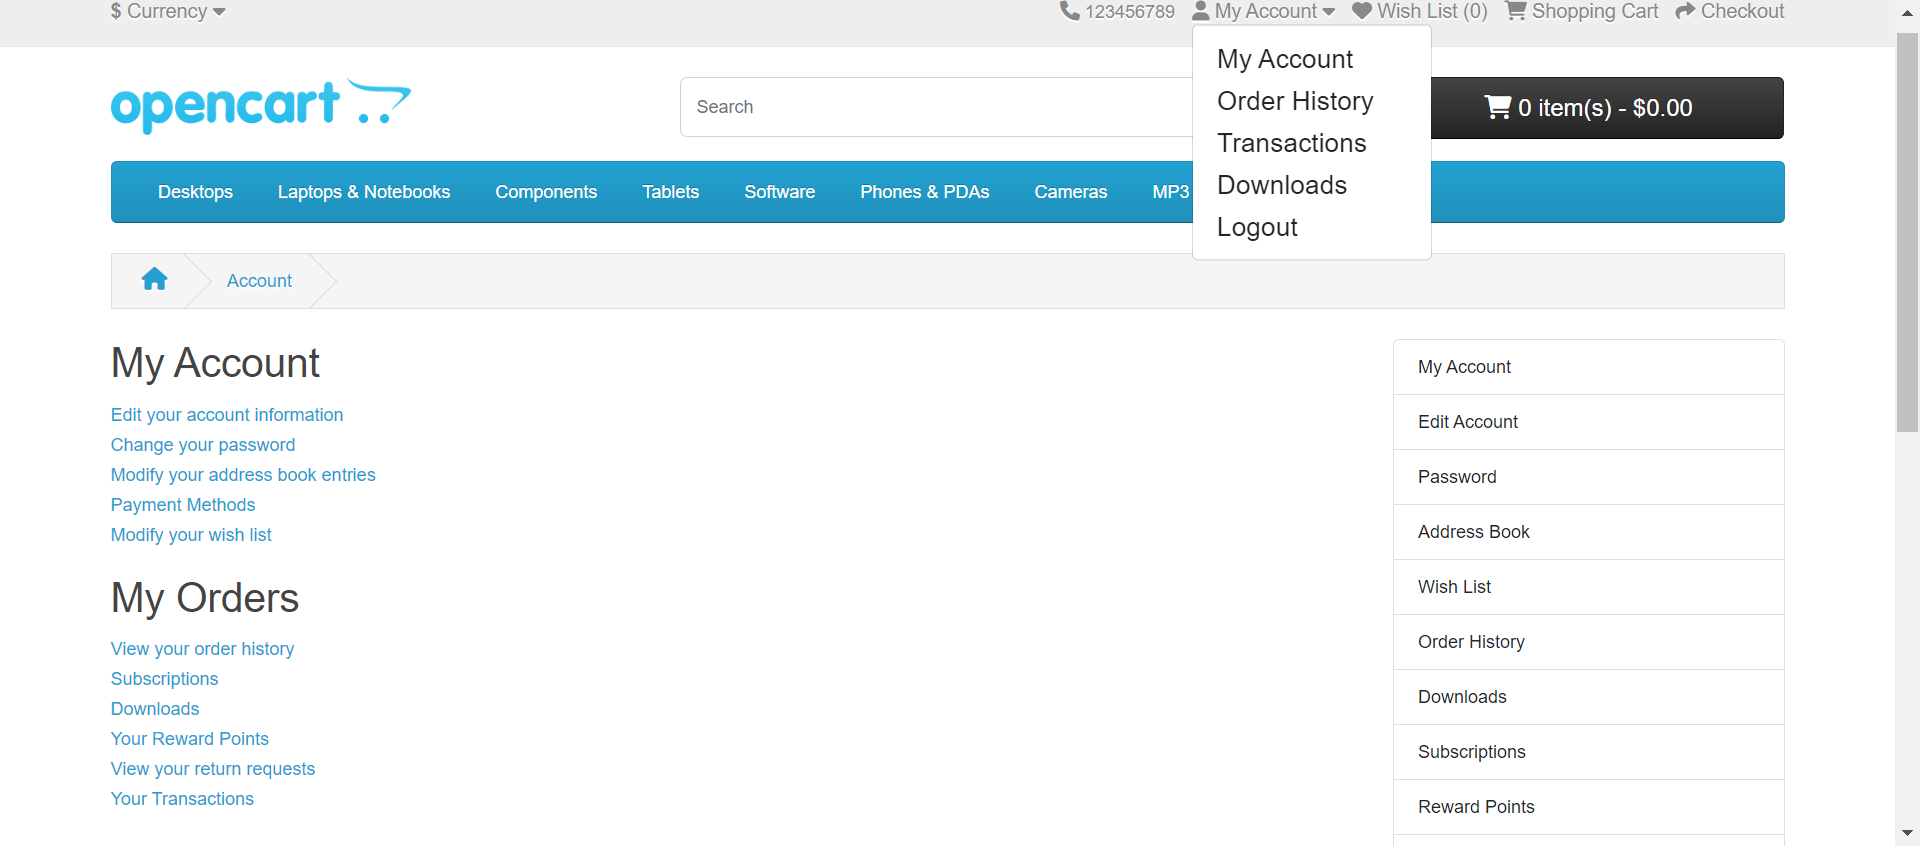 $ Currency
123456789 My Account Wish List (0) Shopping Cart Checkout
My Account
Order History
Transactions
Downloads
Logout
opencart
Search
0 item(s) - $0.00
Desktops Laptops & Notebooks Components Tablets Software Phones & PDAs Cameras MP3
Account
My Account
Edit your account information
Change your password
Modify your address book entries
Payment Methods
Modify your wish list
My Orders
View your order history
Subscriptions
Downloads
Your Reward Points
View your return requests
Your Transactions
My Account
Edit Account
Password
Address Book
Wish List
Order History
Downloads
Subscriptions
Reward Points